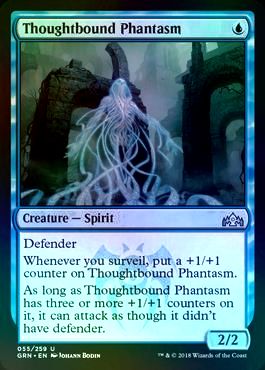 Thoughtbound Phantasm
Creature — Spirit
Defender
Whenever you surveil, put a +1/+1
counter on Thoughtbound Phantasm.
As long as Thoughtbound Phantasm
has three or more +1/+1 counters on
it, it can attack as though it didn't
have defender.
2/2
055/259 U
GRN • EN Johann Bodin
™ & © 2018 Wizards of the Coast